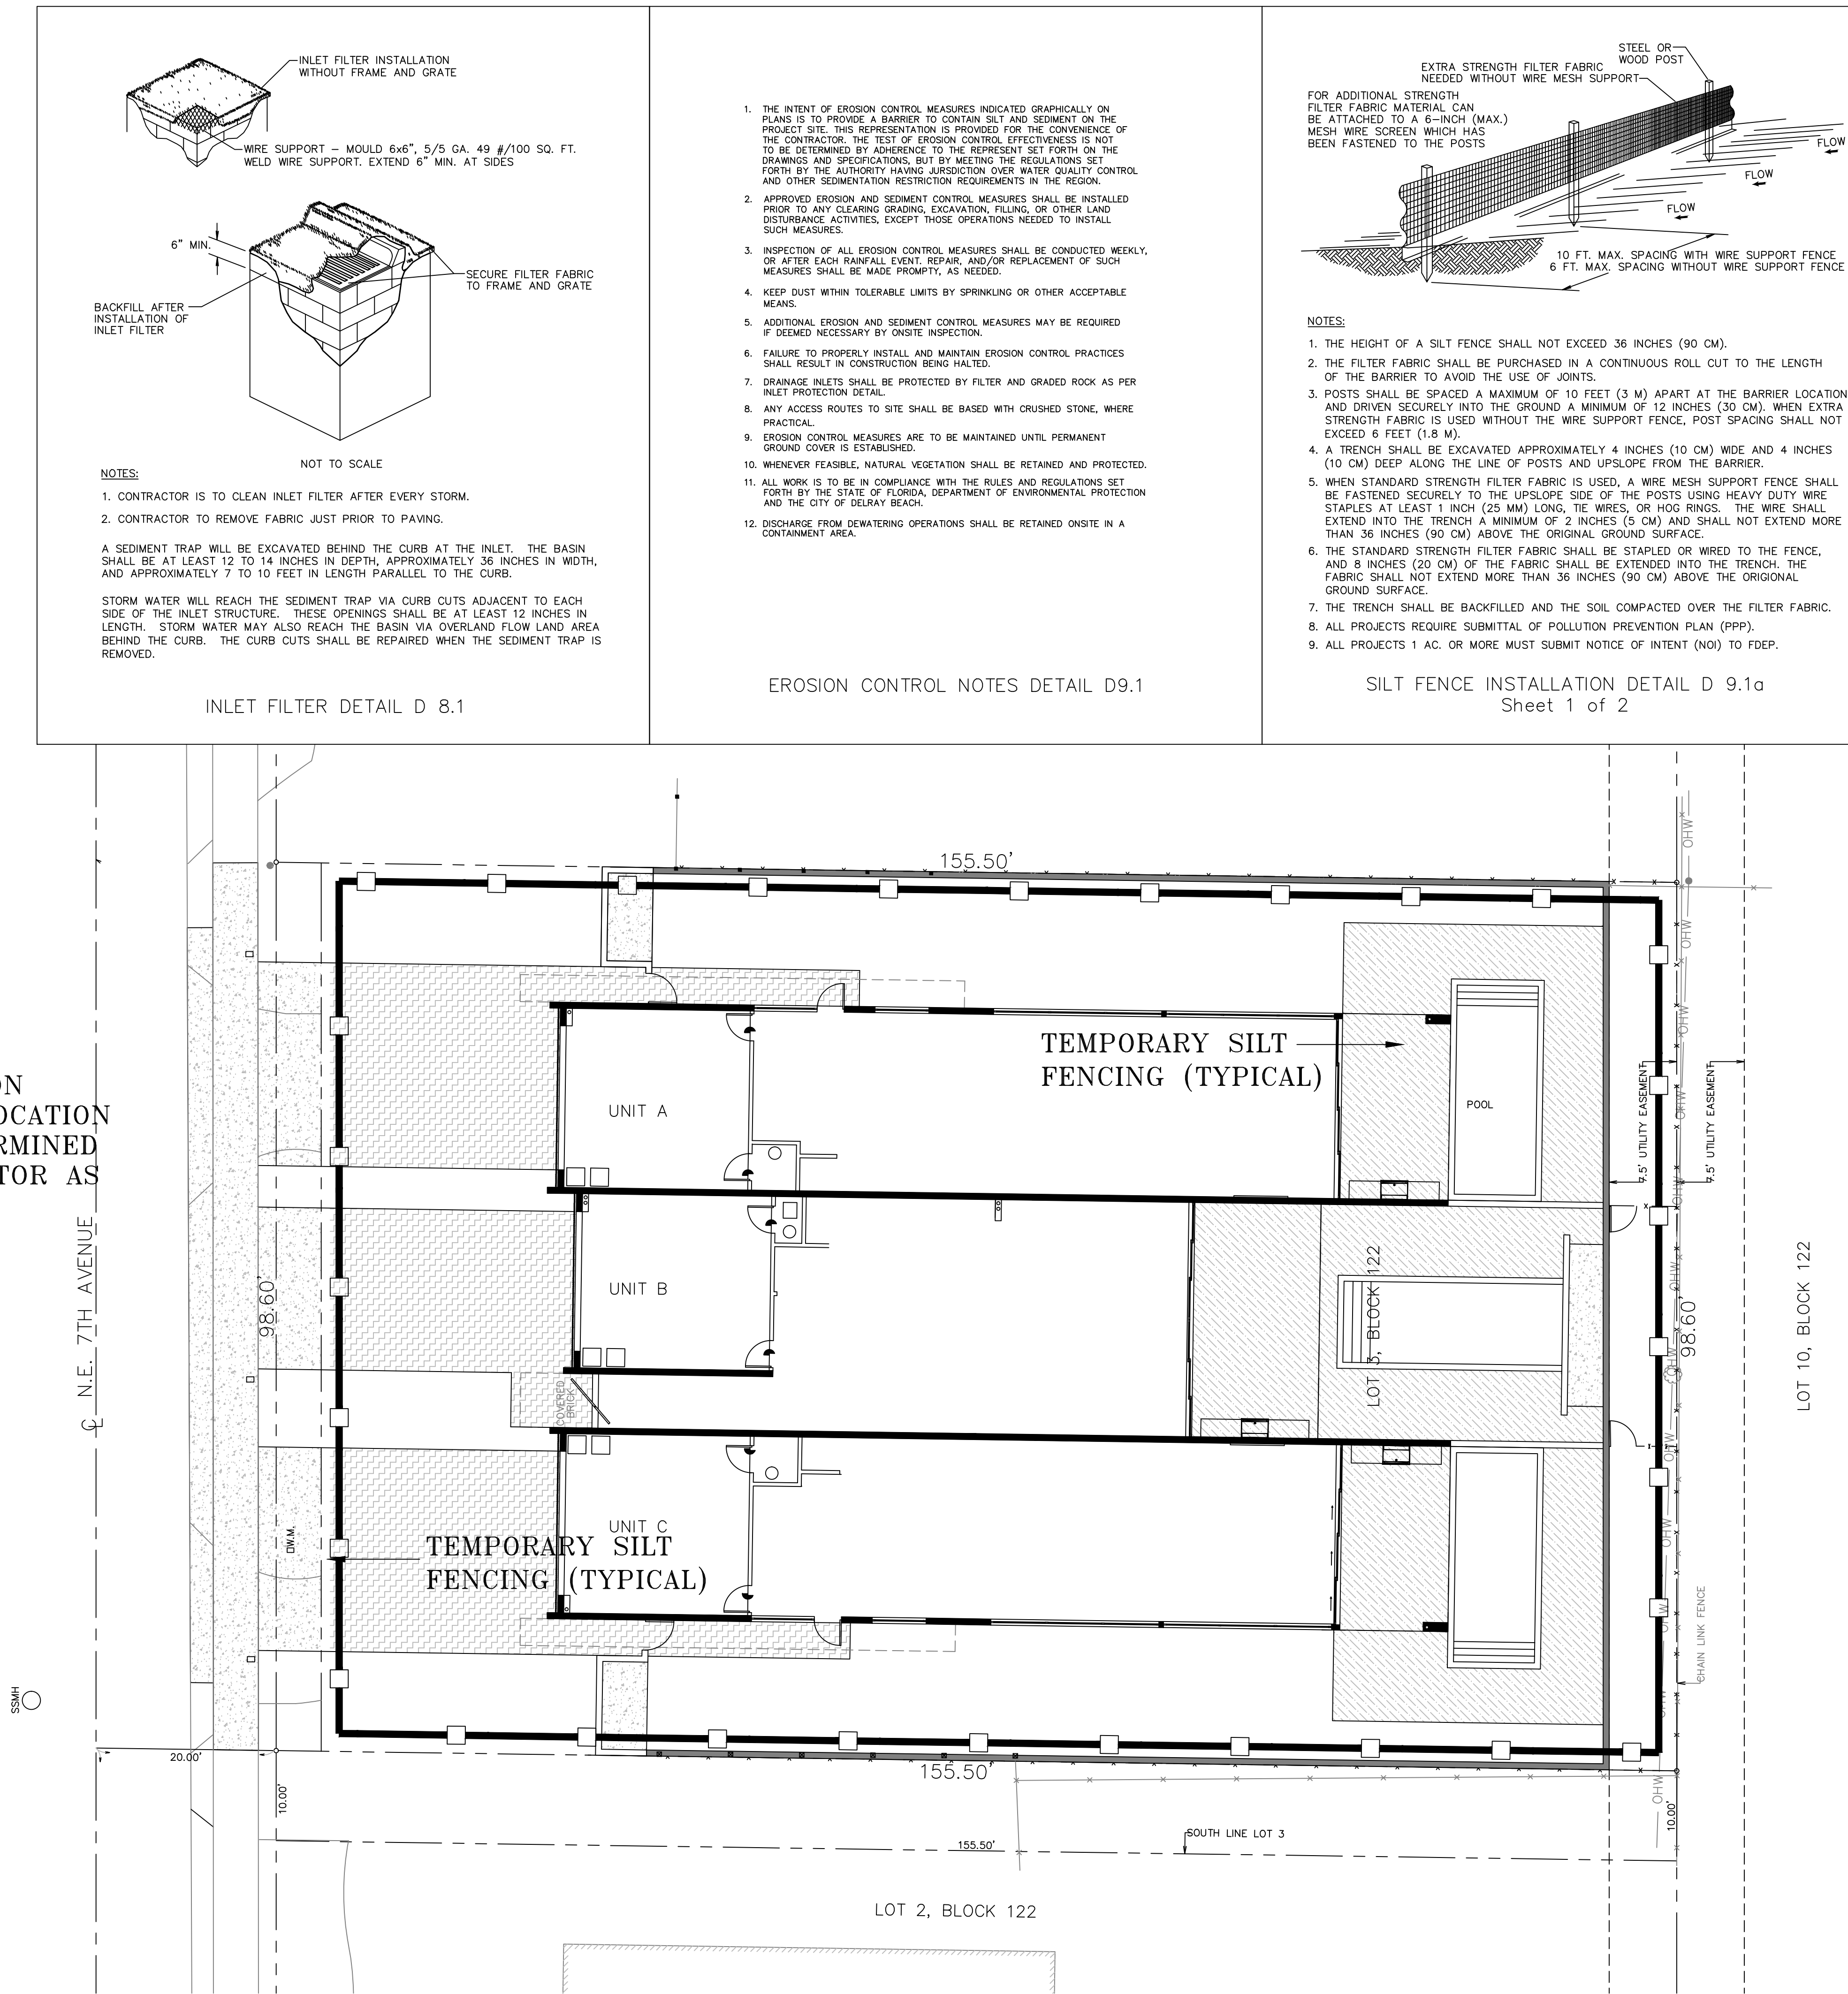 INLET FILTER INSTALLATION
WITHOUT FRAME AND GRATE
WIRE SUPPORT – MOULD 6x6", 5/5 GA. 49 #/100 SQ. FT.
WELD WIRE SUPPORT. EXTEND 6" MIN. AT SIDES
6" MIN.
SECURE FILTER FABRIC
TO FRAME AND GRATE
BACKFILL AFTER
INSTALLATION OF
INLET FILTER
NOT TO SCALE
NOTES:
1. CONTRACTOR IS TO CLEAN INLET FILTER AFTER EVERY STORM.
2. CONTRACTOR TO REMOVE FABRIC JUST PRIOR TO PAVING.
A SEDIMENT TRAP WILL BE EXCAVATED BEHIND THE CURB AT THE INLET. THE BASIN
SHALL BE AT LEAST 12 TO 14 INCHES IN DEPTH, APPROXIMATELY 36 INCHES IN WIDTH,
AND APPROXIMATELY 7 TO 10 FEET IN LENGTH PARALLEL TO THE CURB.
STORM WATER WILL REACH THE SEDIMENT TRAP VIA CURB CUTS ADJACENT TO EACH
SIDE OF THE INLET STRUCTURE. THESE OPENINGS SHALL BE AT LEAST 12 INCHES IN
LENGTH. STORM WATER MAY ALSO REACH THE BASIN VIA OVERLAND FLOW LAND AREA
BEHIND THE CURB. THE CURB CUTS SHALL BE REPAIRED WHEN THE SEDIMENT TRAP IS
REMOVED.
INLET FILTER DETAIL D 8.1
1. THE INTENT OF EROSION CONTROL MEASURES INDICATED GRAPHICALLY ON
PLANS IS TO PROVIDE A BARRIER TO CONTAIN SILT AND SEDIMENT ON THE
PROJECT SITE. THIS REPRESENTATION IS PROVIDED FOR THE CONVENIENCE OF
THE CONTRACTOR. THE TEST OF EROSION CONTROL EFFECTIVENESS IS NOT
TO BE DETERMINED BY ADHERENCE TO THE REPRESENT SET FORTH ON THE
DRAWINGS AND SPECIFICATIONS, BUT BY MEETING THE REGULATIONS SET
FORTH BY THE AUTHORITY HAVING JURSDICTION OVER WATER QUALITY CONTROL
AND OTHER SEDIMENTATION RESTRICTION REQUIREMENTS IN THE REGION.
2. APPROVED EROSION AND SEDIMENT CONTROL MEASURES SHALL BE INSTALLED
PRIOR TO ANY CLEARING GRADING, EXCAVATION, FILLING, OR OTHER LAND
DISTURBANCE ACTIVITIES, EXCEPT THOSE OPERATIONS NEEDED TO INSTALL
SUCH MEASURES.
3. INSPECTION OF ALL EROSION CONTROL MEASURES SHALL BE CONDUCTED WEEKLY,
OR AFTER EACH RAINFALL EVENT. REPAIR, AND/OR REPLACEMENT OF SUCH
MEASURES SHALL BE MADE PROMPTY, AS NEEDED.
4. KEEP DUST WITHIN TOLERABLE LIMITS BY SPRINKLING OR OTHER ACCEPTABLE
MEANS.
5. ADDITIONAL EROSION AND SEDIMENT CONTROL MEASURES MAY BE REQUIRED
IF DEEMED NECESSARY BY ONSITE INSPECTION.
6. FAILURE TO PROPERLY INSTALL AND MAINTAIN EROSION CONTROL PRACTICES
SHALL RESULT IN CONSTRUCTION BEING HALTED.
7. DRAINAGE INLETS SHALL BE PROTECTED BY FILTER AND GRADED ROCK AS PER
INLET PROTECTION DETAIL.
8. ANY ACCESS ROUTES TO SITE SHALL BE BASED WITH CRUSHED STONE, WHERE
PRACTICAL.
9. EROSION CONTROL MEASURES ARE TO BE MAINTAINED UNTIL PERMANENT
GROUND COVER IS ESTABLISHED.
10. WHENEVER FEASIBLE, NATURAL VEGETATION SHALL BE RETAINED AND PROTECTED.
11. ALL WORK IS TO BE IN COMPLIANCE WITH THE RULES AND REGULATIONS SET
FORTH BY THE STATE OF FLORIDA, DEPARTMENT OF ENVIRONMENTAL PROTECTION
AND THE CITY OF DELRAY BEACH.
12. DISCHARGE FROM DEWATERING OPERATIONS SHALL BE RETAINED ONSITE IN A
CONTAINMENT AREA.
EROSION CONTROL NOTES DETAIL D9.1
STEEL OR
WOOD POST
EXTRA STRENGTH FILTER FABRIC
NEEDED WITHOUT WIRE MESH SUPPORT
FOR ADDITIONAL STRENGTH
FILTER FABRIC MATERIAL CAN
BE ATTACHED TO A 6–INCH (MAX.)
MESH WIRE SCREEN WHICH HAS
BEEN FASTENED TO THE POSTS
FLOW
FLOW
FLOW
10 FT. MAX. SPACING WITH WIRE SUPPORT FENCE
6 FT. MAX. SPACING WITHOUT WIRE SUPPORT FENCE
NOTES:
1. THE HEIGHT OF A SILT FENCE SHALL NOT EXCEED 36 INCHES (90 CM).
2. THE FILTER FABRIC SHALL BE PURCHASED IN A CONTINUOUS ROLL CUT TO THE LENGTH
OF THE BARRIER TO AVOID THE USE OF JOINTS.
3. POSTS SHALL BE SPACED A MAXIMUM OF 10 FEET (3 M) APART AT THE BARRIER LOCATION
AND DRIVEN SECURELY INTO THE GROUND A MINIMUM OF 12 INCHES (30 CM). WHEN EXTRA
STRENGTH FABRIC IS USED WITHOUT THE WIRE SUPPORT FENCE, POST SPACING SHALL NOT
EXCEED 6 FEET (1.8 M).
4. A TRENCH SHALL BE EXCAVATED APPROXIMATELY 4 INCHES (10 CM) WIDE AND 4 INCHES
(10 CM) DEEP ALONG THE LINE OF POSTS AND UPSLOPE FROM THE BARRIER.
5. WHEN STANDARD STRENGTH FILTER FABRIC IS USED, A WIRE MESH SUPPORT FENCE SHALL
BE FASTENED SECURELY TO THE UPSLOPE SIDE OF THE POSTS USING HEAVY DUTY WIRE
STAPLES AT LEAST 1 INCH (25 MM) LONG, TIE WIRES, OR HOG RINGS. THE WIRE SHALL
EXTEND INTO THE TRENCH A MINIMUM OF 2 INCHES (5 CM) AND SHALL NOT EXTEND MORE
THAN 36 INCHES (90 CM) ABOVE THE ORIGINAL GROUND SURFACE.
6. THE STANDARD STRENGTH FILTER FABRIC SHALL BE STAPLED OR WIRED TO THE FENCE,
AND 8 INCHES (20 CM) OF THE FABRIC SHALL BE EXTENDED INTO THE TRENCH. THE
FABRIC SHALL NOT EXTEND MORE THAN 36 INCHES (90 CM) ABOVE THE ORIGIONAL
GROUND SURFACE.
7. THE TRENCH SHALL BE BACKFILLED AND THE SOIL COMPACTED OVER THE FILTER FABRIC.
8. ALL PROJECTS REQUIRE SUBMITTAL OF POLLUTION PREVENTION PLAN (PPP).
9. ALL PROJECTS 1 AC. OR MORE MUST SUBMIT NOTICE OF INTENT (NOI) TO FDEP.
SILT FENCE INSTALLATION DETAIL D 9.1a
Sheet 1 of 2
155.50'
OHW
OHW
OHW
OHW
OHW
OHW
OHW
OHW
OHW
OHW
OHW
OHW
ON
OCATION
RMINED
TOR AS
N.E. 7TH AVENUE
98.60'
TEMPORARY SILT
FENCING (TYPICAL)
UNIT A
POOL
7.5' UTILITY EASEMENT
7.5' UTILITY EASEMENT
UNIT B
LOT 3, BLOCK 122
98.60'
LOT 10, BLOCK 122
COVERED
BRICK
UNIT C
TEMPORARY SILT
FENCING (TYPICAL)
W.M.
CHAIN LINK FENCE
SSMH
20.00'
10.00'
155.50'
10.00'
155.50'
SOUTH LINE LOT 3
LOT 2, BLOCK 122